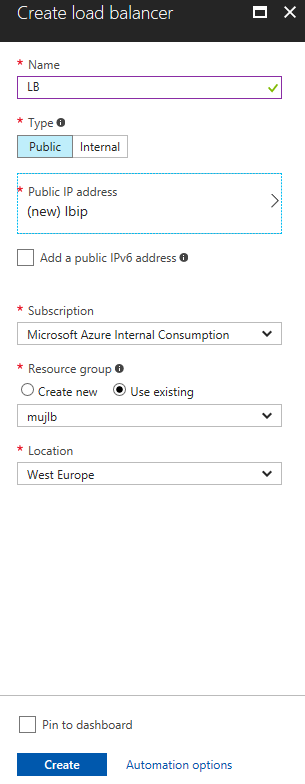 Create load balancer
* Name
LB
* Type
Public Internal
* Public IP address
(new) lbip
Add a public IPv6 address
* Subscription
Microsoft Azure Internal Consumption
* Resource group
Create new Use existing
mujlb
* Location
West Europe
Pin to dashboard
Create Automation options